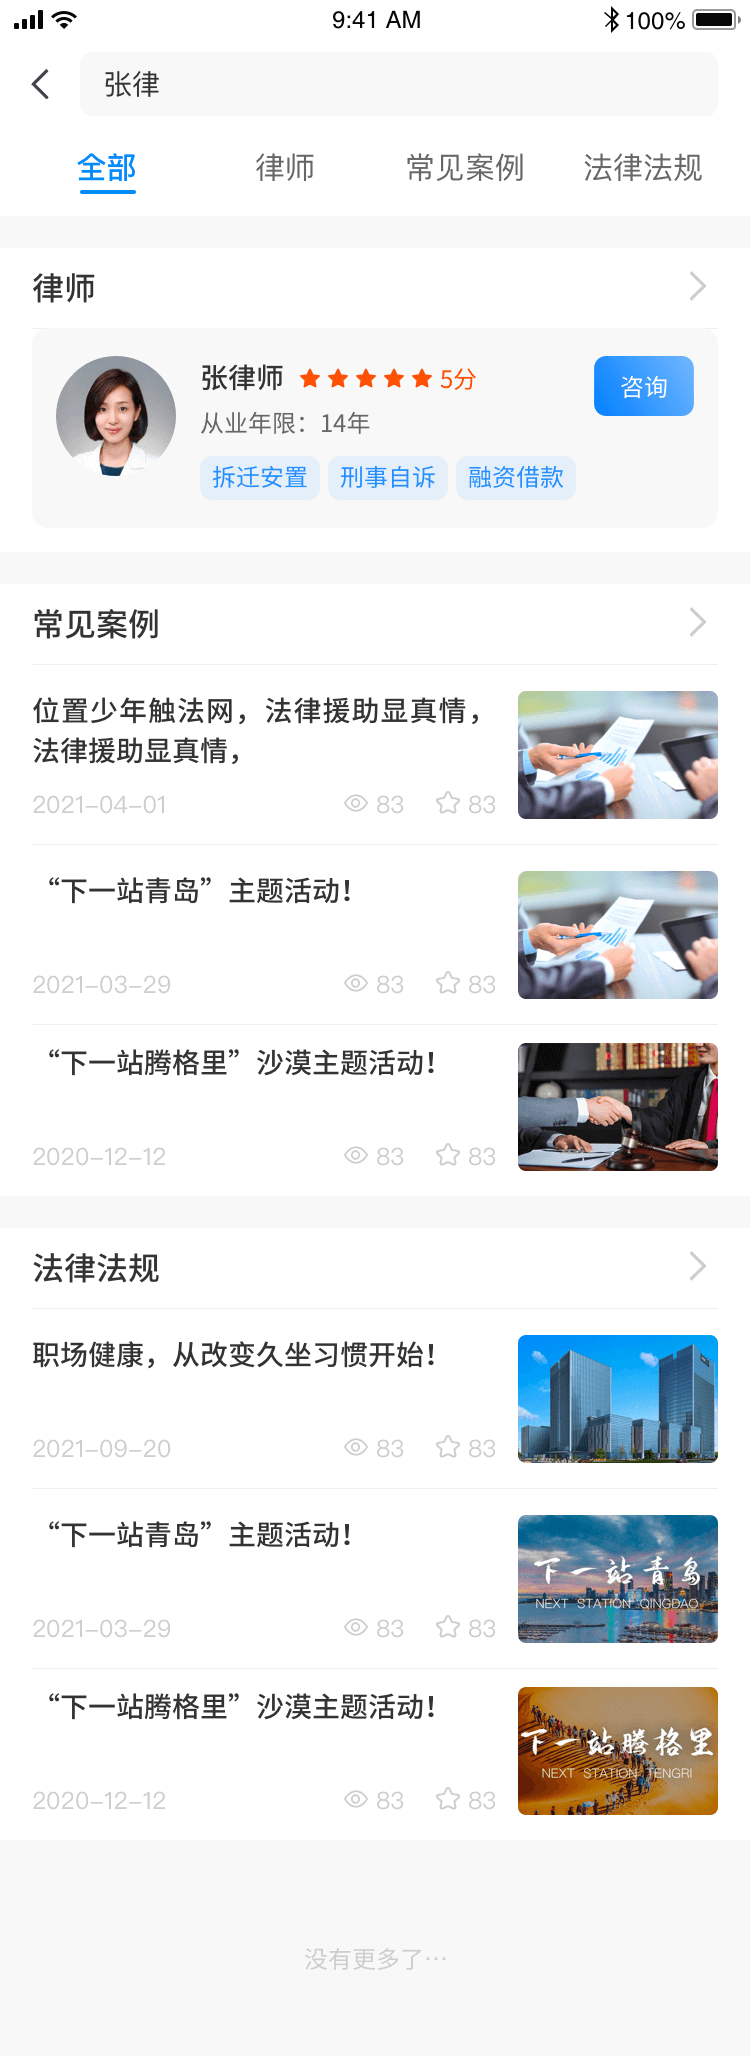 9:41 AM
100%
张律
全部
律师
常见案例
法律法规
律师
张律师
5分
咨询
从业年限：14年
拆迁安置
刑事自诉
融资借款
常见案例
位置少年触法网，法律援助显真情，
法律援助显真情，
2021-04-01
83
83
“下一站青岛”主题活动！
2021-03-29
83
83
“下一站腾格里”沙漠主题活动！
2020-12-12
83
83
法律法规
职场健康，从改变久坐习惯开始！
2021-09-20
83
83
“下一站青岛”主题活动！
下一站青岛
NEXT STATION QINGDAO
2021-03-29
83
83
“下一站腾格里”沙漠主题活动！
下一站腾格里
NEXT STATION TENGRI
2020-12-12
83
83
没有更多了…